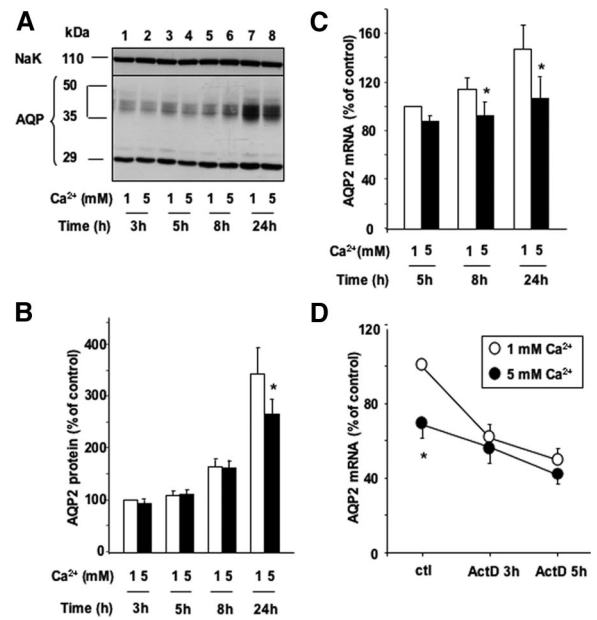 A
kDa 1 2 3 4 5 6 7 8
NaK 110
50
AQP 35
29
Ca²⁺ (mM) 1 5 1 5 1 5 1 5
Time (h) 3h 5h 8h 24h
B
AQP2 protein (% of control)
400
300
200
100
0
*
Ca²⁺ (mM) 1 5 1 5 1 5 1 5
Time (h) 3h 5h 8h 24h
C
AQP2 mRNA (% of control)
160
120
80
40
0
* *
Ca²⁺(mM) 1 5 1 5 1 5
Time (h) 5h 8h 24h
D
AQP2 mRNA (% of control)
120
80
40
0
1 mM Ca²⁺
5 mM Ca²⁺
*
ctl ActD 3h ActD 5h